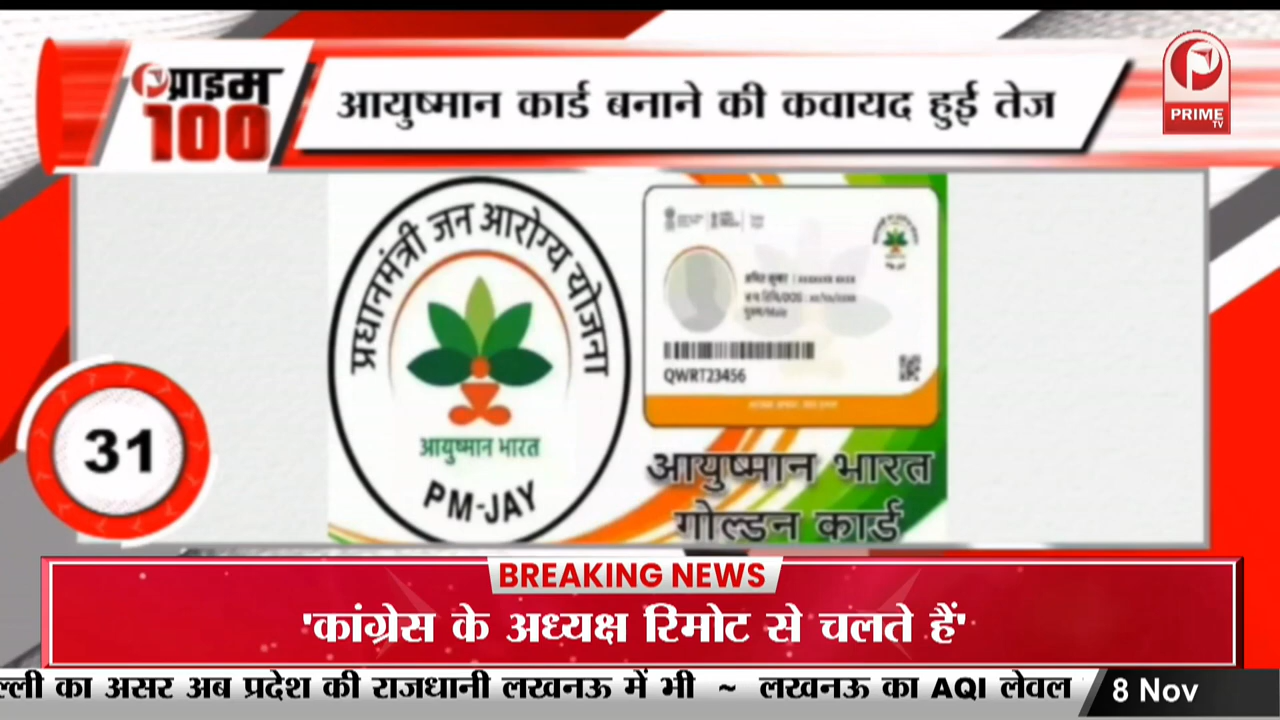 प्राइम
100
आयुष्मान कार्ड बनाने की कवायद हुई तेज
PRIME
TV
प्रधानमंत्री जन आरोग्य योजना
आयुष्मान भारत
PM-JAY
QWRT23456
आयुष्मान भारत
गोल्डन कार्ड
31
BREAKING NEWS
'कांग्रेस के अध्यक्ष रिमोट से चलते हैं'
ल्ली का असर अब प्रदेश की राजधानी लखनऊ में भी ~ लखनऊ का AQI लेवल
8 Nov